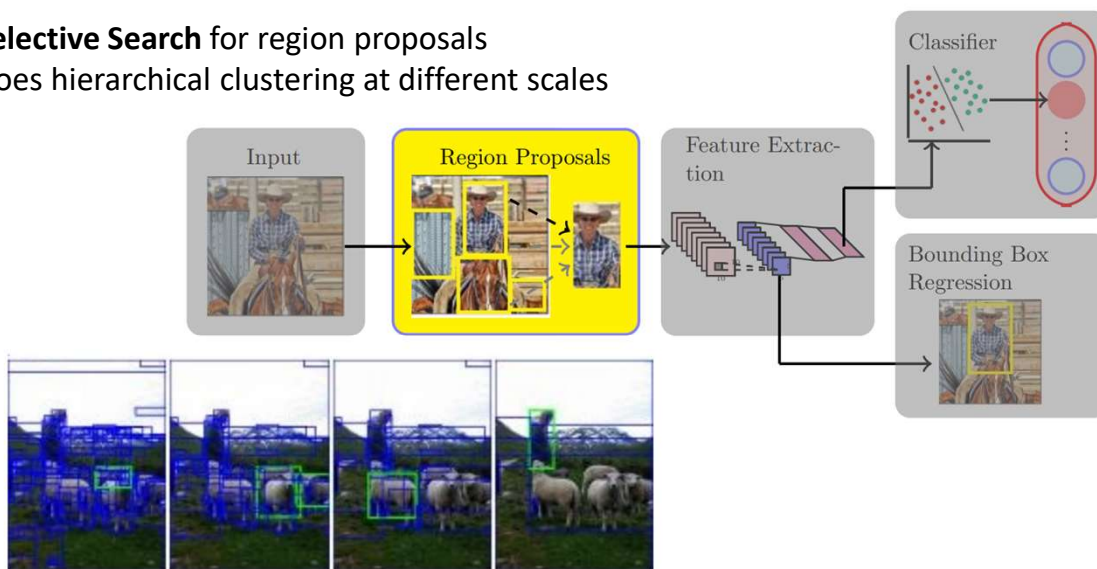 elective Search for region proposals
oes hierarchical clustering at different scales
Classifier
Input
Region Proposals
Feature Extrac-
tion
Bounding Box
Regression